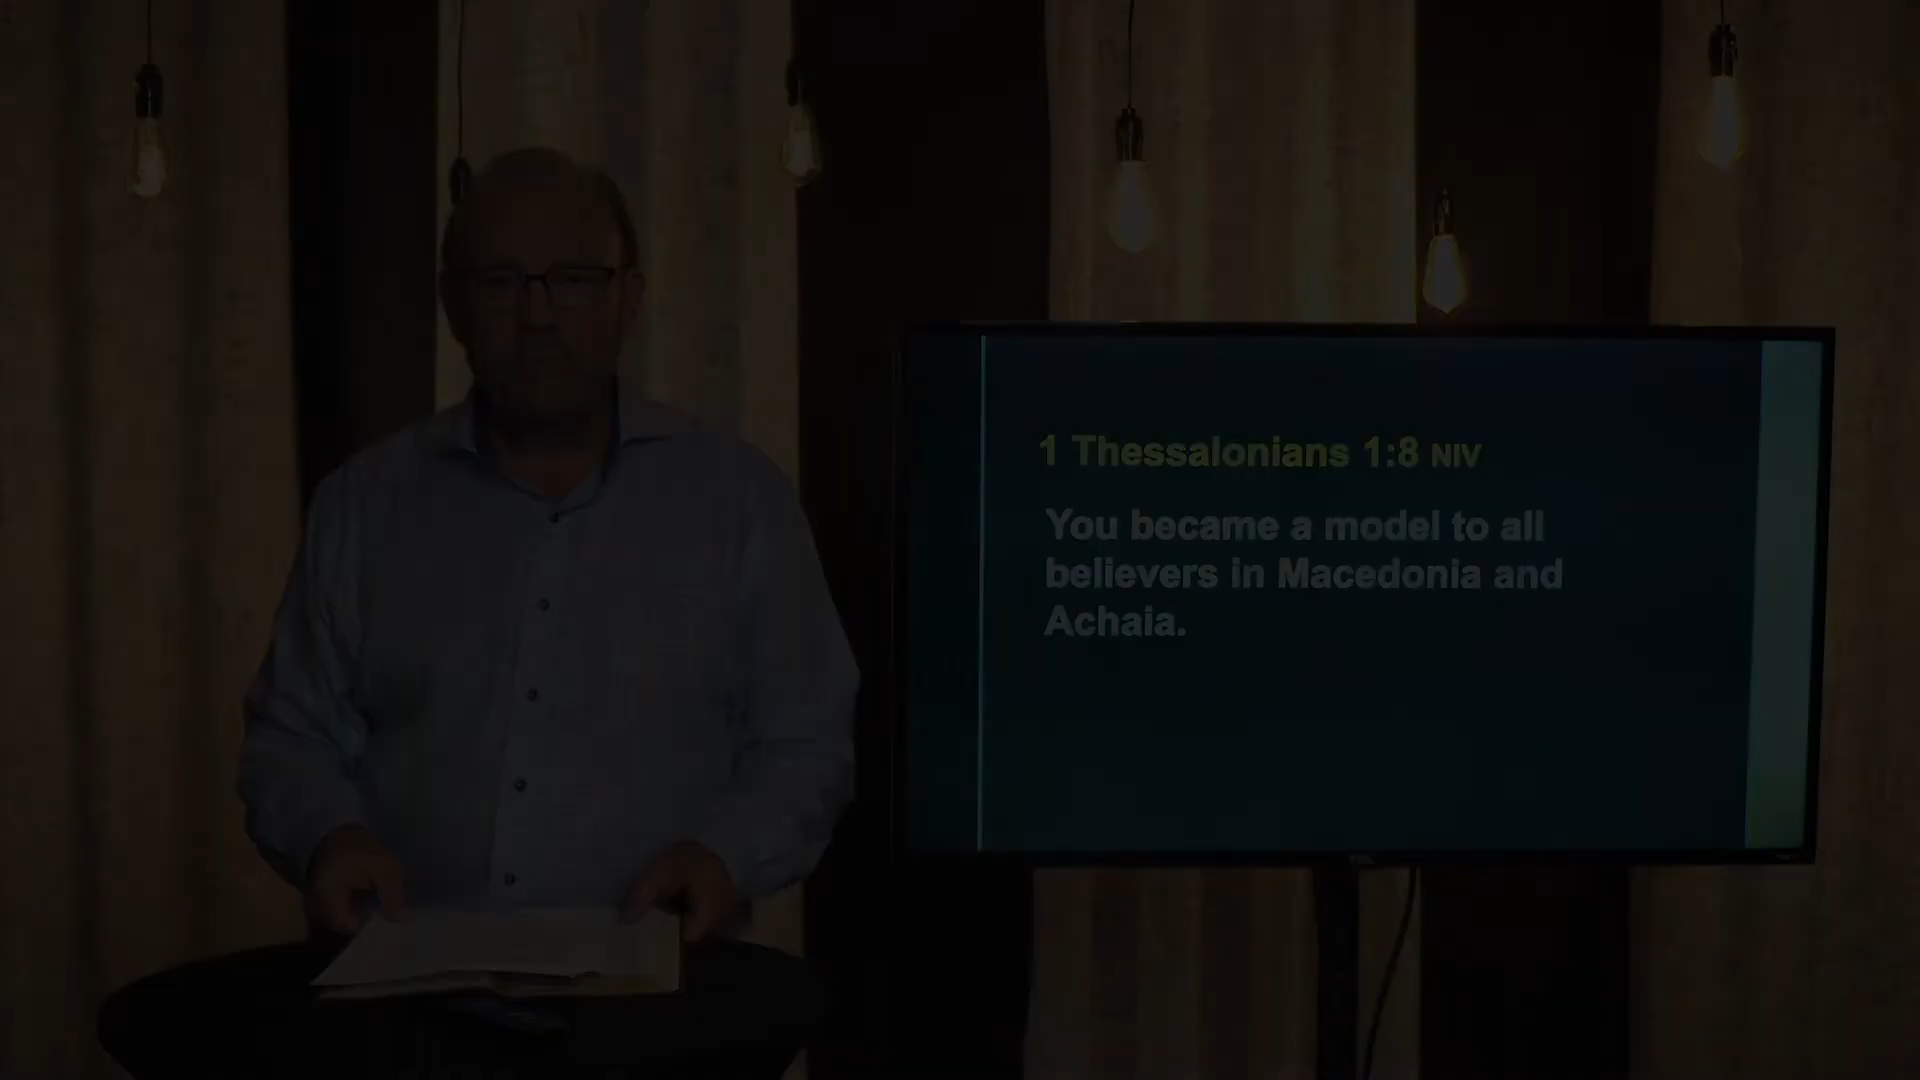 1 Thessalonians 1:8 NIV
You became a model to all
believers in Macedonia and
Achaia.